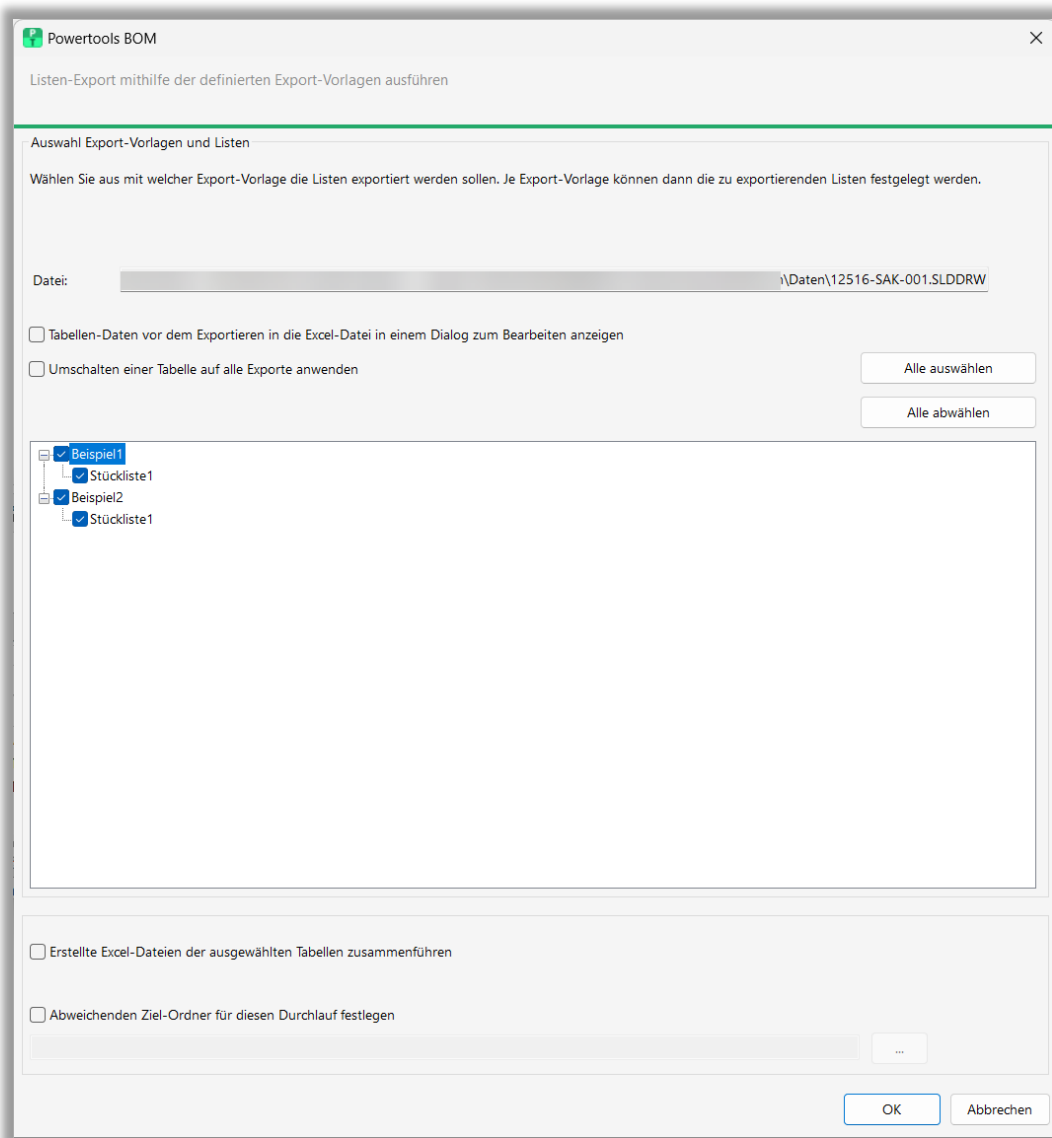 Powertools BOM
Listen-Export mithilfe der definierten Export-Vorlagen ausführen
Auswahl Export-Vorlagen und Listen
Wählen Sie aus mit welcher Export-Vorlage die Listen exportiert werden sollen. Je Export-Vorlage können dann die zu exportierenden Listen festgelegt werden.
Datei: \Daten\12516-SAK-001.SLDDRW
Tabellen-Daten vor dem Exportieren in die Excel-Datei in einem Dialog zum Bearbeiten anzeigen
Umschalten einer Tabelle auf alle Exporte anwenden
Alle auswählen
Alle abwählen
Beispiel1
Stückliste1
Beispiel2
Stückliste1
Erstellte Excel-Dateien der ausgewählten Tabellen zusammenführen
Abweichenden Ziel-Ordner für diesen Durchlauf festlegen
...
OK Abbrechen